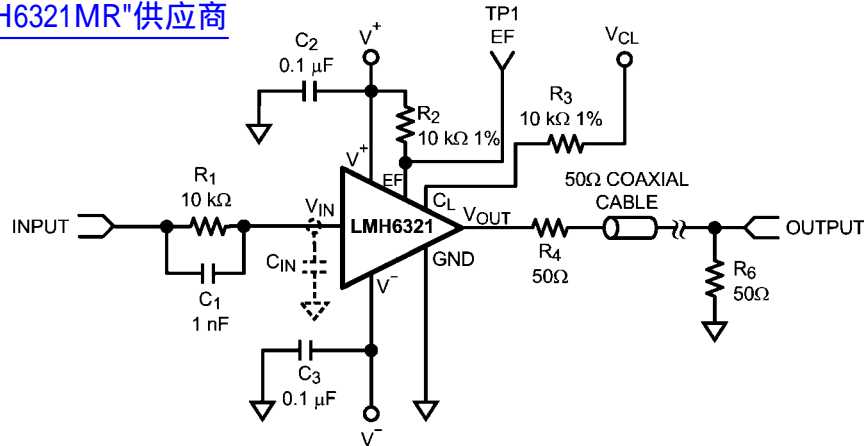 H6321MR"供应商
TP1
EF
V+
VCL
C2
0.1 μF
R2
10 kΩ 1%
R3
10 kΩ 1%
V+
EF
R1
10 kΩ
50Ω COAXIAL
CABLE
CL
VIN
INPUT
LMH6321
VOUT
OUTPUT
CIN
GND
R4
50Ω
R6
50Ω
V−
C1
1 nF
C3
0.1 μF
V−